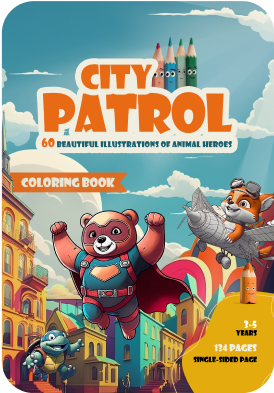 CITY
PATROL
60 BEAUTIFUL ILLUSTRATIONS OF ANIMAL HEROES
COLORING BOOK
3-5
YEARS
134 PAGES
SINGLE-SIDED PAGE